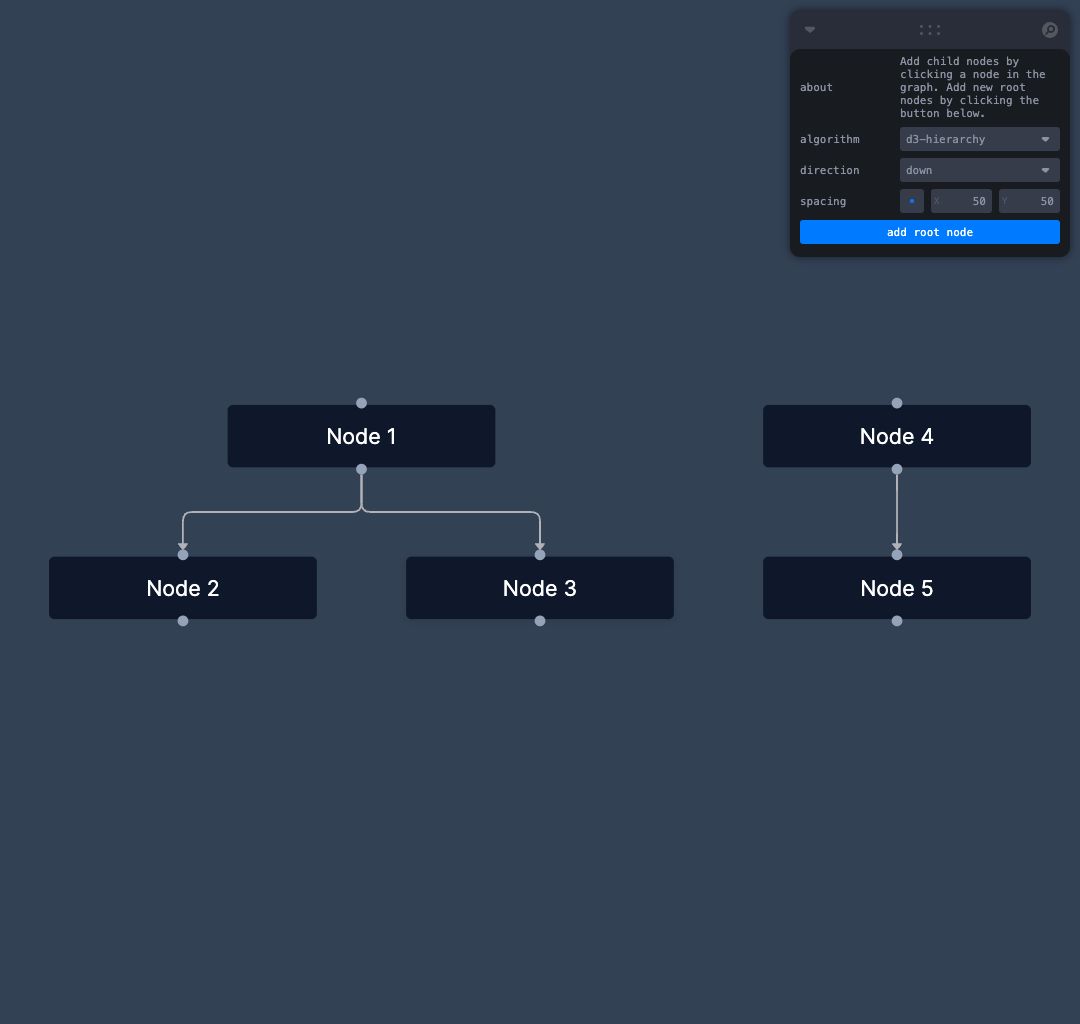 about
Add child nodes by
clicking a node in the
graph. Add new root
nodes by clicking the
button below.
algorithm
d3-hierarchy
direction
down
spacing
X 50
Y 50
add root node
Node 1
Node 4
Node 2
Node 3
Node 5